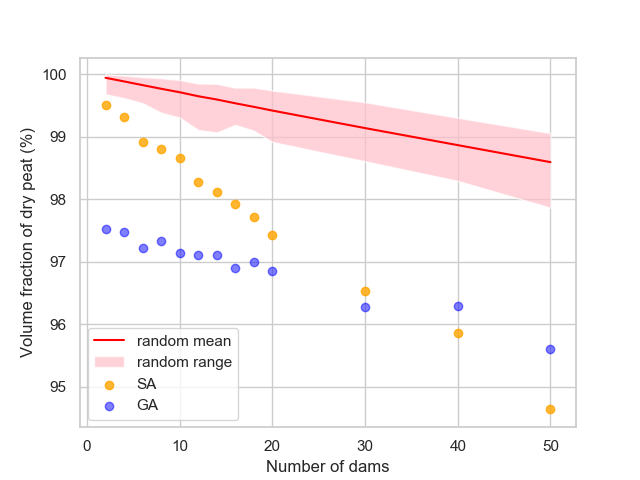 Volume fraction of dry peat (%)
100
99
98
97
96
95
random mean
random range
SA
GA
0
10
20
30
40
50
Number of dams